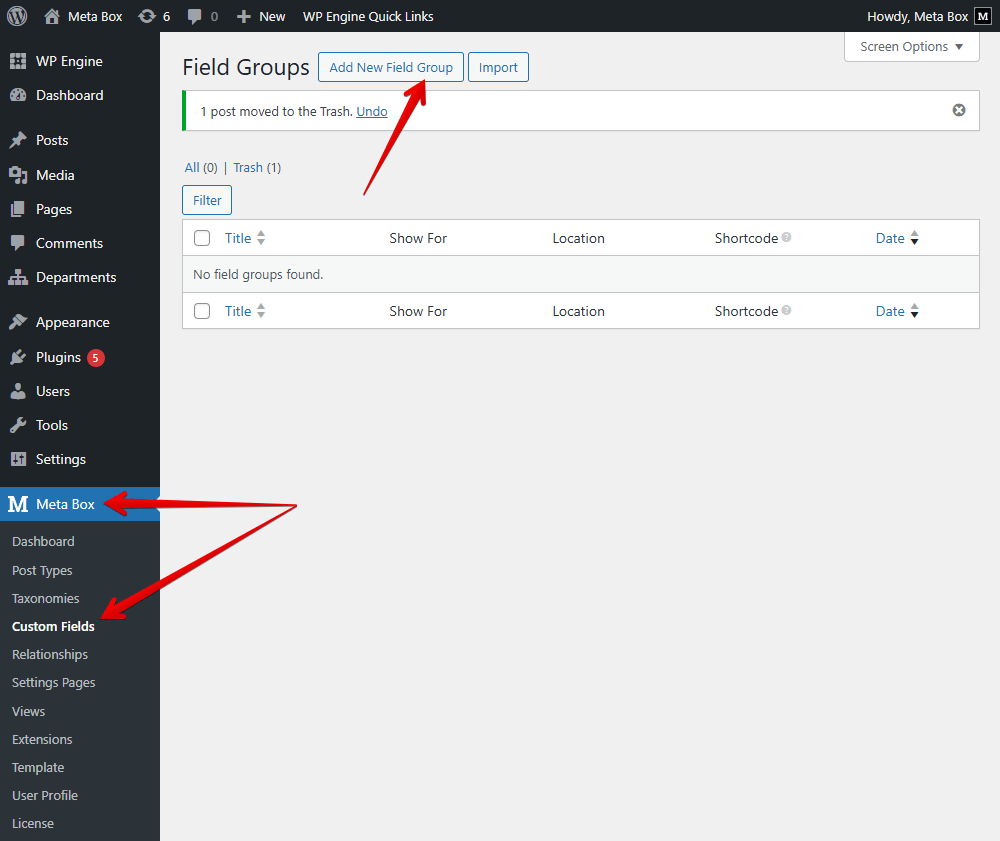 Meta Box 6 0 New WP Engine Quick Links Howdy, Meta Box M
Screen Options
WP Engine
Dashboard
Posts
Media
Pages
Comments
Departments
Appearance
Plugins 5
Users
Tools
Settings
M Meta Box
Dashboard
Post Types
Taxonomies
Custom Fields
Relationships
Settings Pages
Views
Extensions
Template
User Profile
License
Field Groups Add New Field Group Import
1 post moved to the Trash. Undo
All (0) | Trash (1)
Filter
Title Show For Location Shortcode ? Date
No field groups found.
Title Show For Location Shortcode ? Date